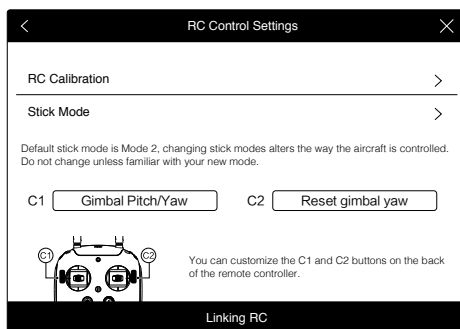 RC Control Settings
RC Calibration
Stick Mode
Default stick mode is Mode 2, changing stick modes alters the way the aircraft is controlled.
Do not change unless familiar with your new mode.
C1 Gimbal Pitch/Yaw C2 Reset gimbal yaw
C1 C2
You can customize the C1 and C2 buttons on the back
of the remote controller.
Linking RC